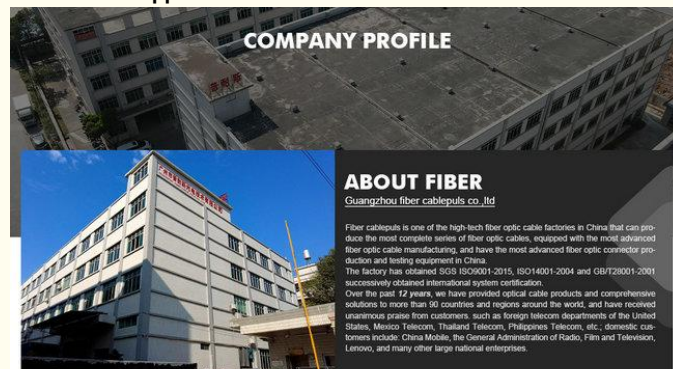 COMPANY PROFILE
ABOUT FIBER
Guangzhou fiber cablepuls co.,ltd
Fiber cablepuls is one of the high-tech fiber optic cable factories in China that can pro-
duce the most complete series of fiber optic cables, equipped with the most advanced
fiber optic cable manufacturing, and have the most advanced fiber optic connector pro-
duction and testing equipment in China.
The factory has obtained SGS ISO9001-2015, ISO14001-2004 and GB/T28001-2001
successively obtained international system certification.
Over the past 12 years, we have provided optical cable products and comprehensive
solutions to more than 90 countries and regions around the world, and have received
unanimous praise from customers. such as foreign telecom departments of the United
States, Mexico Telecom, Thailand Telecom, Philippines Telecom, etc.; domestic cus-
tomers include: China Mobile, the General Administration of Radio, Film and Television,
Lenovo, and many other large national enterprises.